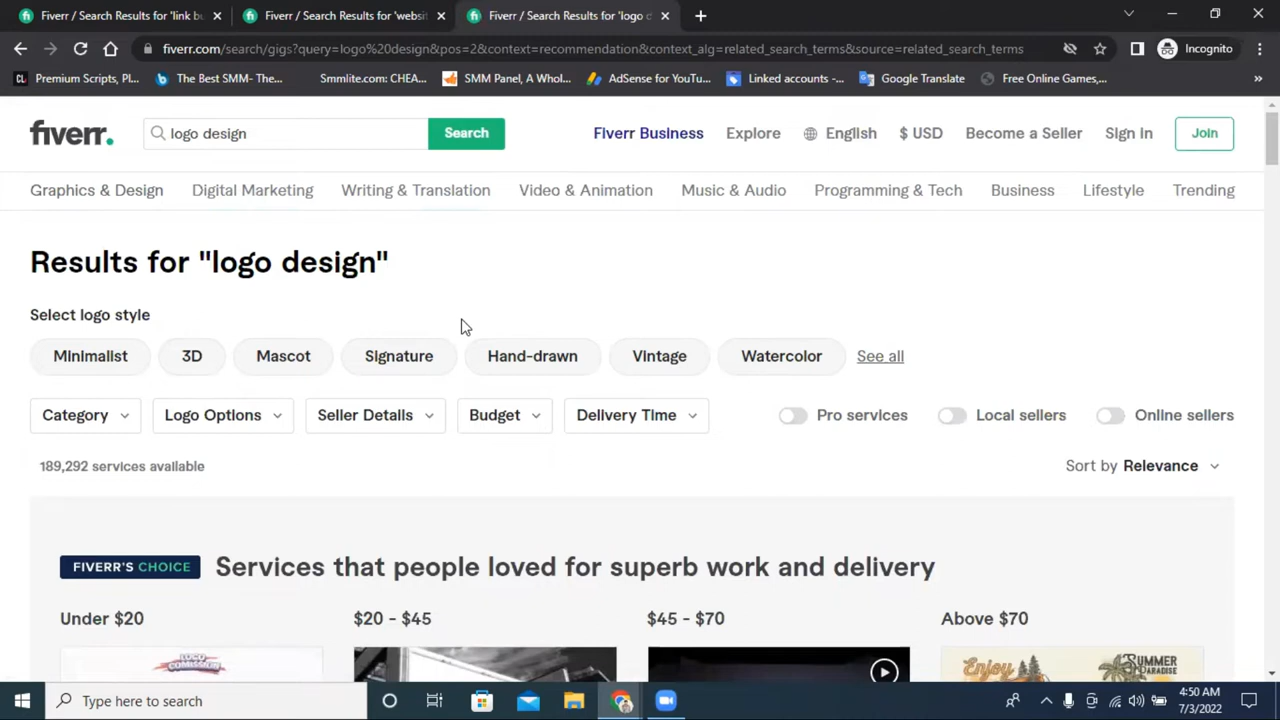 Fiverr / Search Results for 'link bu
Fiverr / Search Results for 'websi
Fiverr / Search Results for 'logo d
fiverr.com/search/gigs?query=logo%20design&pos=2&context=recommendation&context_alg=related_search_terms&source=related_search_terms
Incognito
CL Premium Scripts, Pl...
The Best SMM- The...
Smmlite.com: CHEA...
SMM Panel, A Whol...
AdSense for YouTu...
Linked accounts -...
Google Translate
Free Online Games,...
fiverr.
logo design
Search
Fiverr Business
Explore
English
$ USD
Become a Seller
Sign In
Join
Graphics & Design
Digital Marketing
Writing & Translation
Video & Animation
Music & Audio
Programming & Tech
Business
Lifestyle
Trending
Results for "logo design"
Select logo style
Minimalist
3D
Mascot
Signature
Hand-drawn
Vintage
Watercolor
See all
Category
Logo Options
Seller Details
Budget
Delivery Time
Pro services
Local sellers
Online sellers
189,292 services available
Sort by Relevance
FIVERR'S CHOICE
Services that people loved for superb work and delivery
Under $20
$20 - $45
$45 - $70
Above $70
LOGO
COMISSION
Enjoy
SUMMER
PARADISE
Type here to search
4:50 AM
7/3/2022